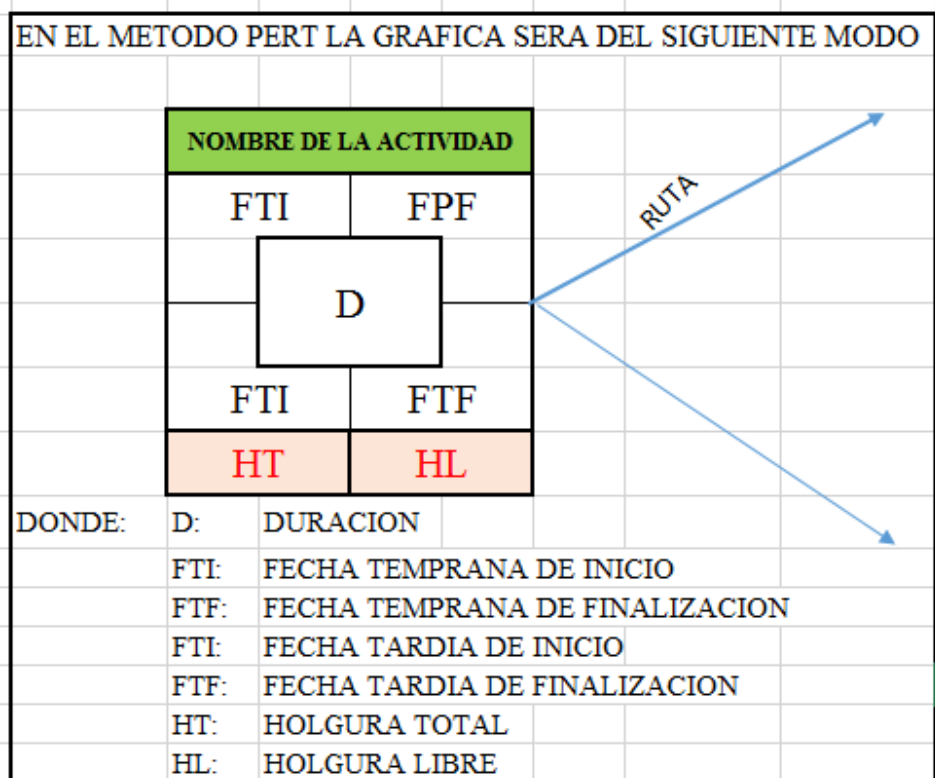 EN EL METODO PERT LA GRAFICA SERA DEL SIGUIENTE MODO
NOMBRE DE LA ACTIVIDAD
FTI FPF
RUTA
D
FTI FTF
HT HL
DONDE: D: DURACION
FTI: FECHA TEMPRANA DE INICIO
FTF: FECHA TEMPRANA DE FINALIZACION
FTI: FECHA TARDIA DE INICIO
FTF: FECHA TARDIA DE FINALIZACION
HT: HOLGURA TOTAL
HL: HOLGURA LIBRE